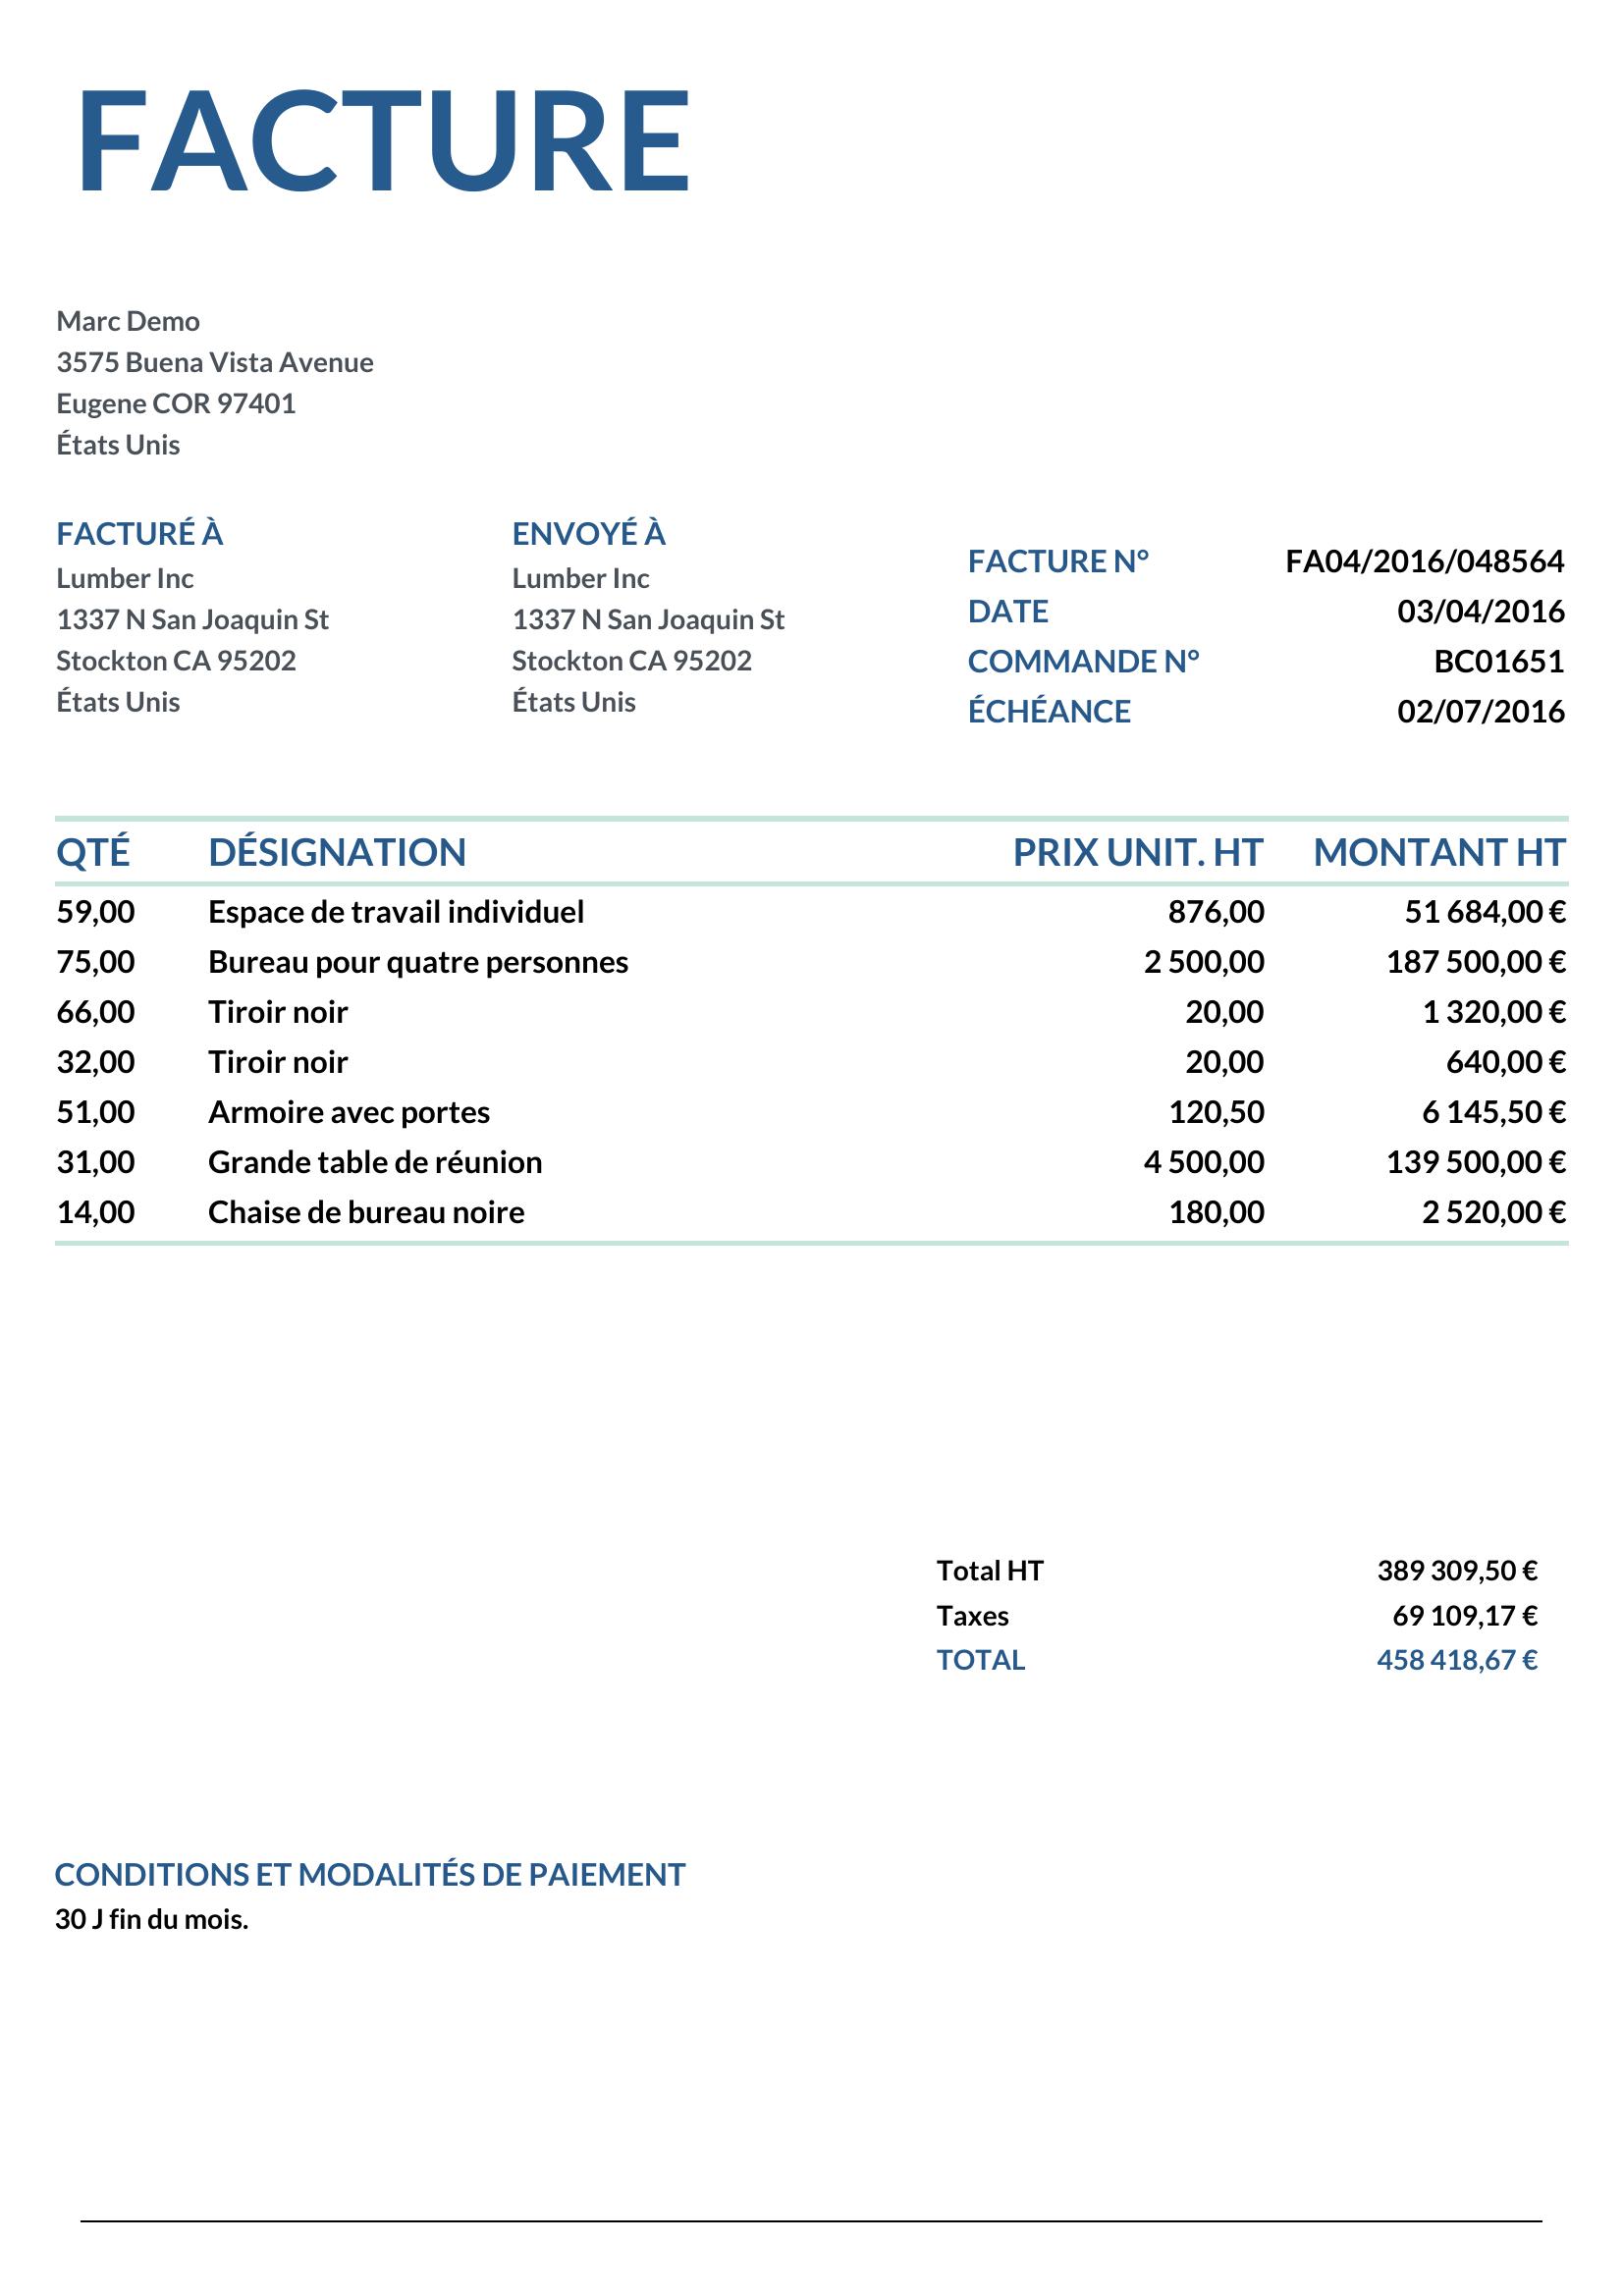 FACTURE
Marc Demo
3575 Buena Vista Avenue
Eugene COR 97401
États Unis
FACTURÉ À
Lumber Inc
1337 N San Joaquin St
Stockton CA 95202
États Unis
ENVOYÉ À
Lumber Inc
1337 N San Joaquin St
Stockton CA 95202
États Unis
FACTURE N° FA04/2016/048564
DATE 03/04/2016
COMMANDE N° BC01651
ÉCHÉANCE 02/07/2016
QTÉ DÉSIGNATION PRIX UNIT. HT MONTANT HT
59,00 Espace de travail individuel 876,00 51 684,00 €
75,00 Bureau pour quatre personnes 2 500,00 187 500,00 €
66,00 Tiroir noir 20,00 1 320,00 €
32,00 Tiroir noir 20,00 640,00 €
51,00 Armoire avec portes 120,50 6 145,50 €
31,00 Grande table de réunion 4 500,00 139 500,00 €
14,00 Chaise de bureau noire 180,00 2 520,00 €
Total HT 389 309,50 €
Taxes 69 109,17 €
TOTAL 458 418,67 €
CONDITIONS ET MODALITÉS DE PAIEMENT
30 J fin du mois.